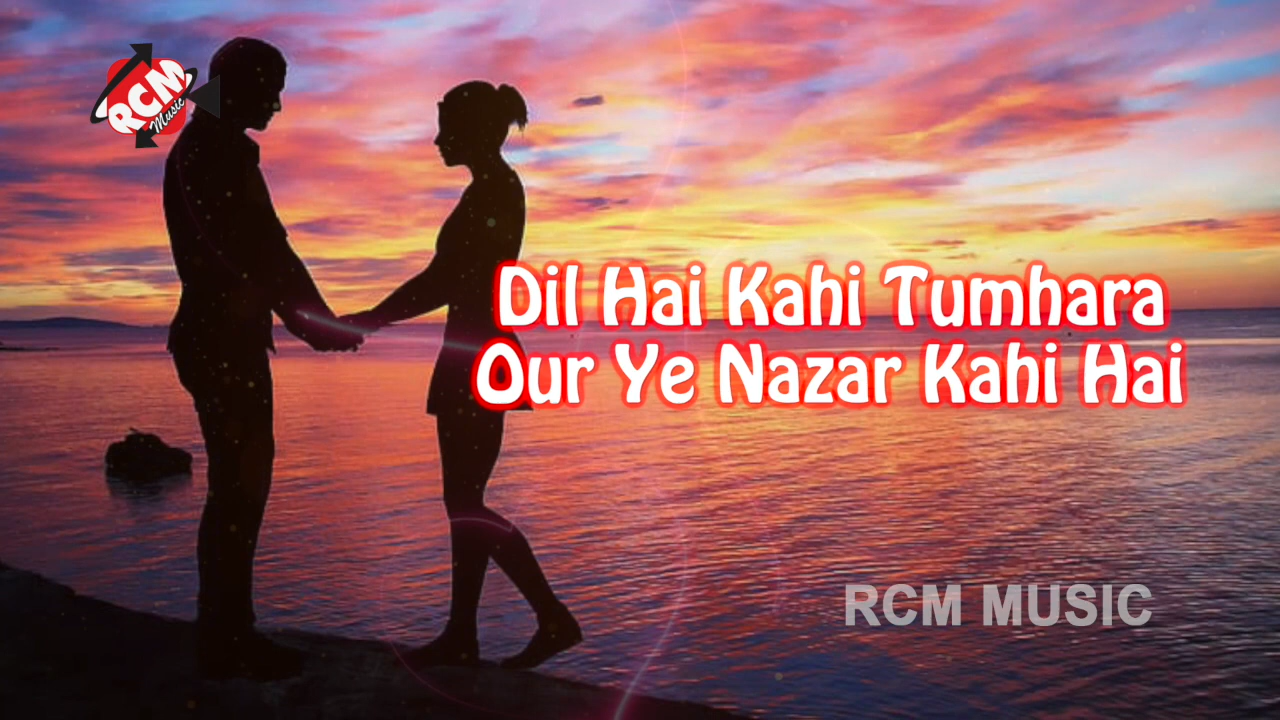 RCM
Music
Dil Hai Kahi Tumhara
Our Ye Nazar Kahi Hai
RCM MUSIC